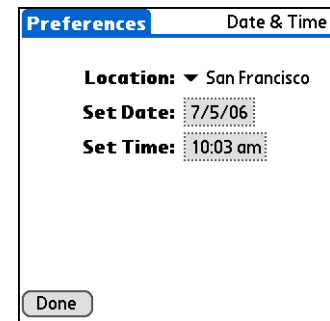 Preferences Date & Time
Location: San Francisco
Set Date: 7/5/06
Set Time: 10:03 am
Done